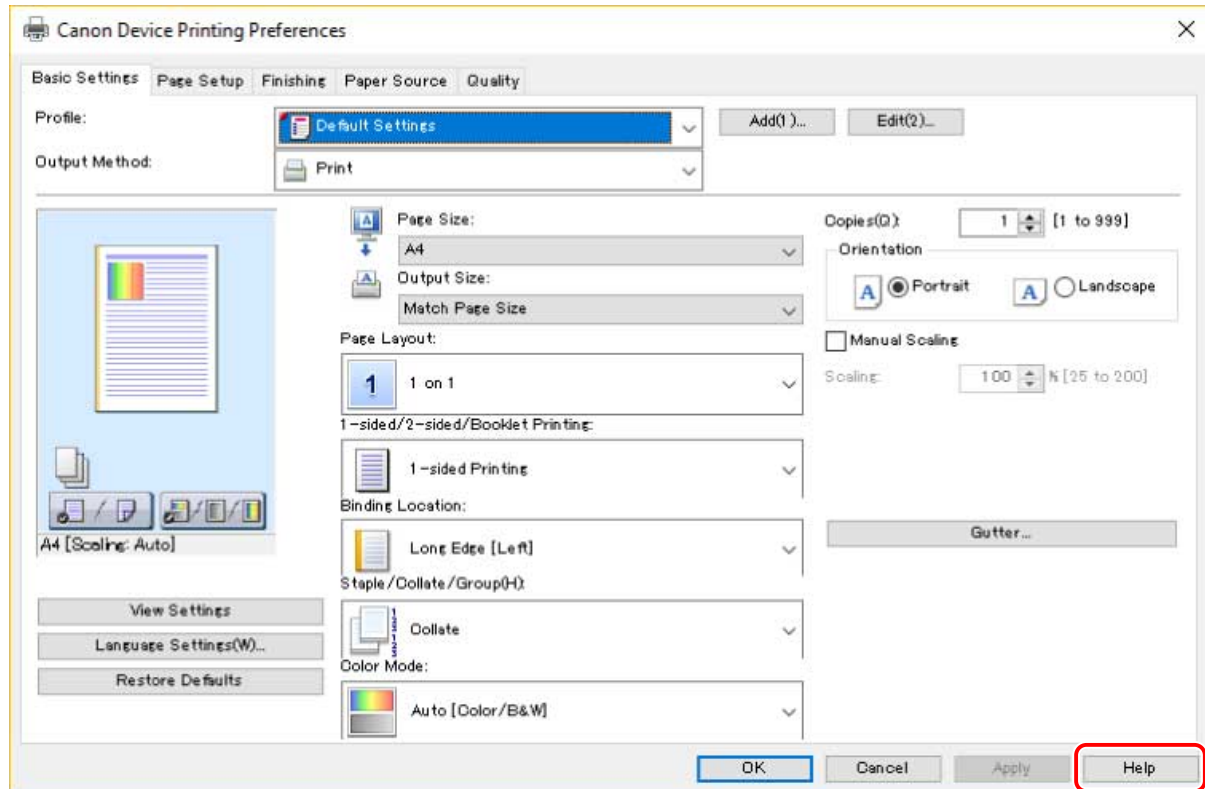 Canon Device Printing Preferences
Basic Settings Page Setup Finishing Paper Source Quality
Profile: Default Settings Add(1)... Edit(2)...
Output Method: Print
Page Size: Copies(Q): 1 [1 to 999]
A4 Orientation
Output Size: A Portrait A Landscape
Match Page Size
Page Layout: Manual Scaling
1 1 on 1 Scaling: 100 % [25 to 200]
1-sided/2-sided/Booklet Printing:
1-sided Printing
Binding Location:
Long Edge [Left] Gutter...
A4 [Scaling: Auto]
Staple/Collate/Group(H):
View Settings Collate
Language Settings(W)...
Color Mode:
Restore Defaults
Auto [Color/B&W]
OK Cancel Apply Help